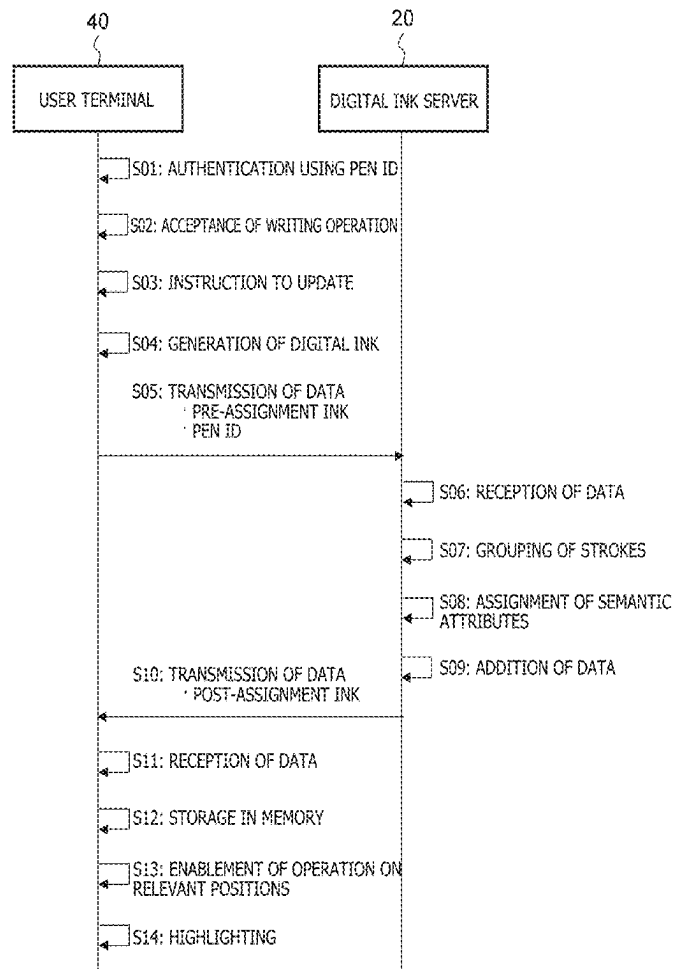 40
20
USER TERMINAL
DIGITAL INK SERVER
S01: AUTHENTICATION USING PEN ID
S02: ACCEPTANCE OF WRITING OPERATION
S03: INSTRUCTION TO UPDATE
S04: GENERATION OF DIGITAL INK
S05: TRANSMISSION OF DATA
· PRE-ASSIGNMENT INK
· PEN ID
S06: RECEPTION OF DATA
S07: GROUPING OF STROKES
S08: ASSIGNMENT OF SEMANTIC
ATTRIBUTES
S09: ADDITION OF DATA
S10: TRANSMISSION OF DATA
· POST-ASSIGNMENT INK
S11: RECEPTION OF DATA
S12: STORAGE IN MEMORY
S13: ENABLEMENT OF OPERATION ON
RELEVANT POSITIONS
S14: HIGHLIGHTING